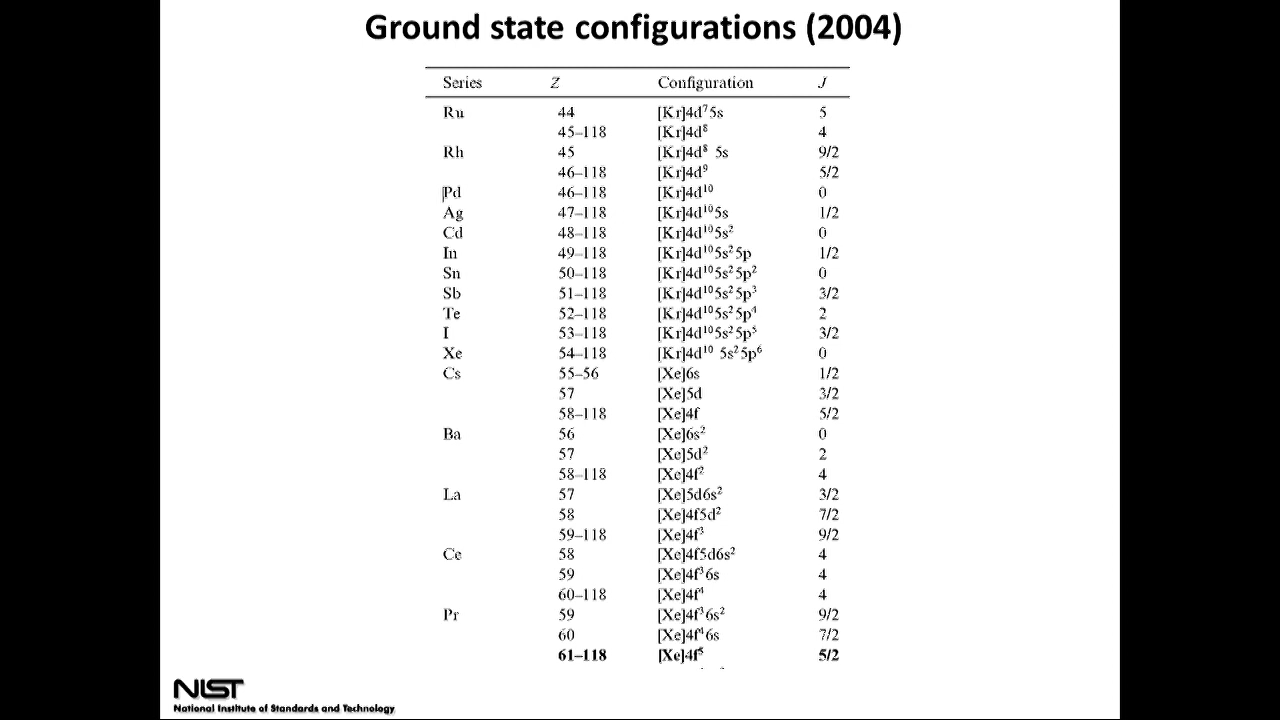 Ground state configurations (2004)
Series Z Configuration J
Ru 44 [Kr]4d⁷5s 5
45–118 [Kr]4d⁸ 4
Rh 45 [Kr]4d⁸ 5s 9/2
46–118 [Kr]4d⁹ 5/2
Pd 46–118 [Kr]4d¹⁰ 0
Ag 47–118 [Kr]4d¹⁰5s 1/2
Cd 48–118 [Kr]4d¹⁰5s² 0
In 49–118 [Kr]4d¹⁰5s²5p 1/2
Sn 50–118 [Kr]4d¹⁰5s²5p² 0
Sb 51–118 [Kr]4d¹⁰5s²5p³ 3/2
Te 52–118 [Kr]4d¹⁰5s²5p⁴ 2
I 53–118 [Kr]4d¹⁰5s²5p⁵ 3/2
Xe 54–118 [Kr]4d¹⁰ 5s²5p⁶ 0
Cs 55–56 [Xe]6s 1/2
57 [Xe]5d 3/2
58–118 [Xe]4f 5/2
Ba 56 [Xe]6s² 0
57 [Xe]5d² 2
58–118 [Xe]4f² 4
La 57 [Xe]5d6s² 3/2
58 [Xe]4f5d² 7/2
59–118 [Xe]4f³ 9/2
Ce 58 [Xe]4f5d6s² 4
59 [Xe]4f³6s 4
60–118 [Xe]4f⁴ 4
Pr 59 [Xe]4f³6s² 9/2
60 [Xe]4f⁴6s 7/2
61–118 [Xe]4f⁵ 5/2
NIST
National Institute of Standards and Technology